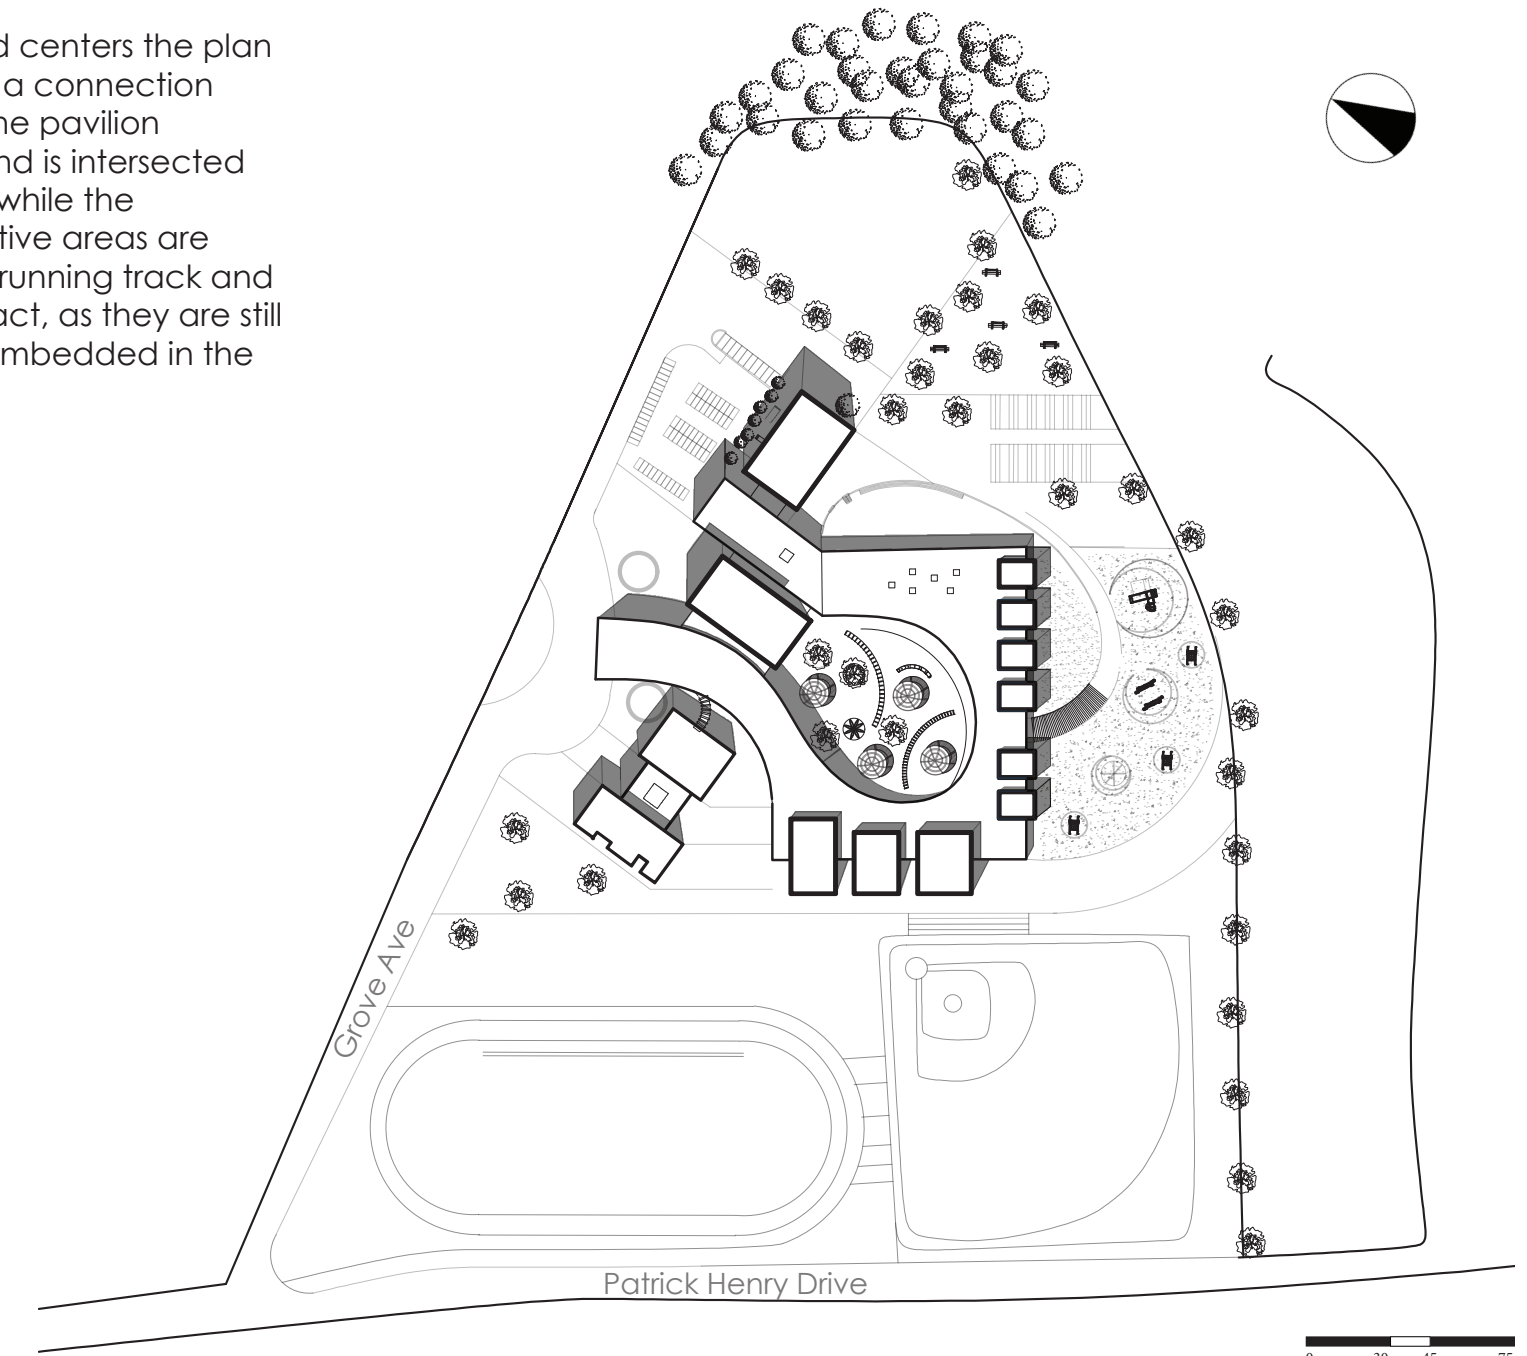 d centers the plan
a connection
ne pavilion
nd is intersected
while the
tive areas are
running track and
act, as they are still
mbedded in the
Grove Ave
Patrick Henry Drive